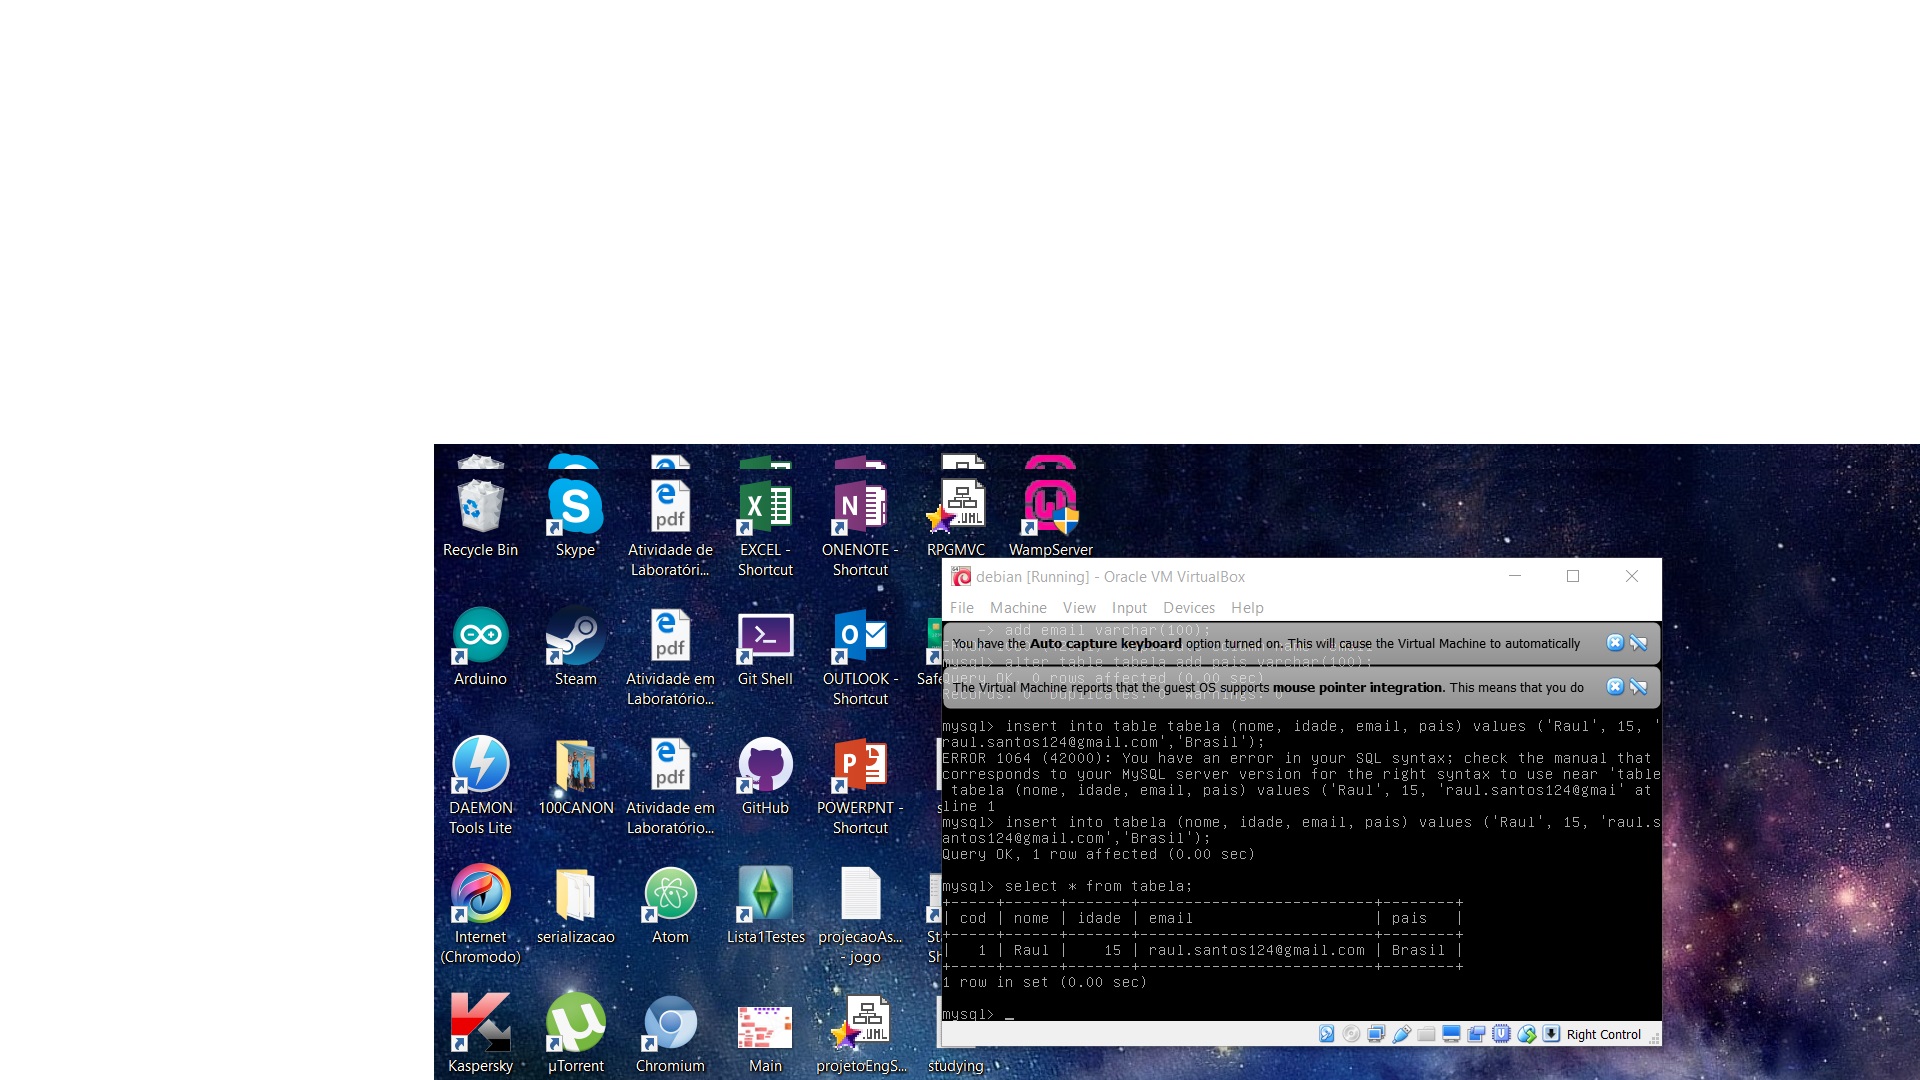 Recycle Bin
Skype
pdf
Atividade de
Laboratóri...
EXCEL -
Shortcut
ONENOTE -
Shortcut
.UML
RPGMVC
WampServer
Arduino
Steam
pdf
Atividade em
Laboratório...
Git Shell
OUTLOOK -
Shortcut
Safe
DAEMON
Tools Lite
100CANON
pdf
Atividade em
Laboratório...
GitHub
POWERPNT -
Shortcut
Internet
(Chromodo)
serializacao
Atom
Lista1Testes
projecaoAs...
- jogo
Kaspersky
µTorrent
Chromium
Main
.UML
projetoEngS...
studying
debian [Running] - Oracle VM VirtualBox
File Machine View Input Devices Help
-> add email varchar(100);
You have the Auto capture keyboard option turned on. This will cause the Virtual Machine to automatically
mysql> alter table tabela add pais varchar(100);
Query OK, 0 rows affected (0.00 sec)
The Virtual Machine reports that the guest OS supports mouse pointer integration. This means that you do
Records: 0 Duplicates: 0 Warnings: 0
mysql> insert into table tabela (nome, idade, email, pais) values ('Raul', 15, '
raul.santos124@gmail.com','Brasil');
ERROR 1064 (42000): You have an error in your SQL syntax; check the manual that
corresponds to your MySQL server version for the right syntax to use near 'table
tabela (nome, idade, email, pais) values ('Raul', 15, 'raul.santos124@gmai' at
line 1
mysql> insert into tabela (nome, idade, email, pais) values ('Raul', 15, 'raul.s
antos124@gmail.com','Brasil');
Query OK, 1 row affected (0.00 sec)
mysql> select * from tabela;
+-----+------+-------+--------------------------+--------+
| cod | nome | idade | email | pais |
+-----+------+-------+--------------------------+--------+
| 1 | Raul | 15 | raul.santos124@gmail.com | Brasil |
+-----+------+-------+--------------------------+--------+
1 row in set (0.00 sec)
mysql> _
Right Control